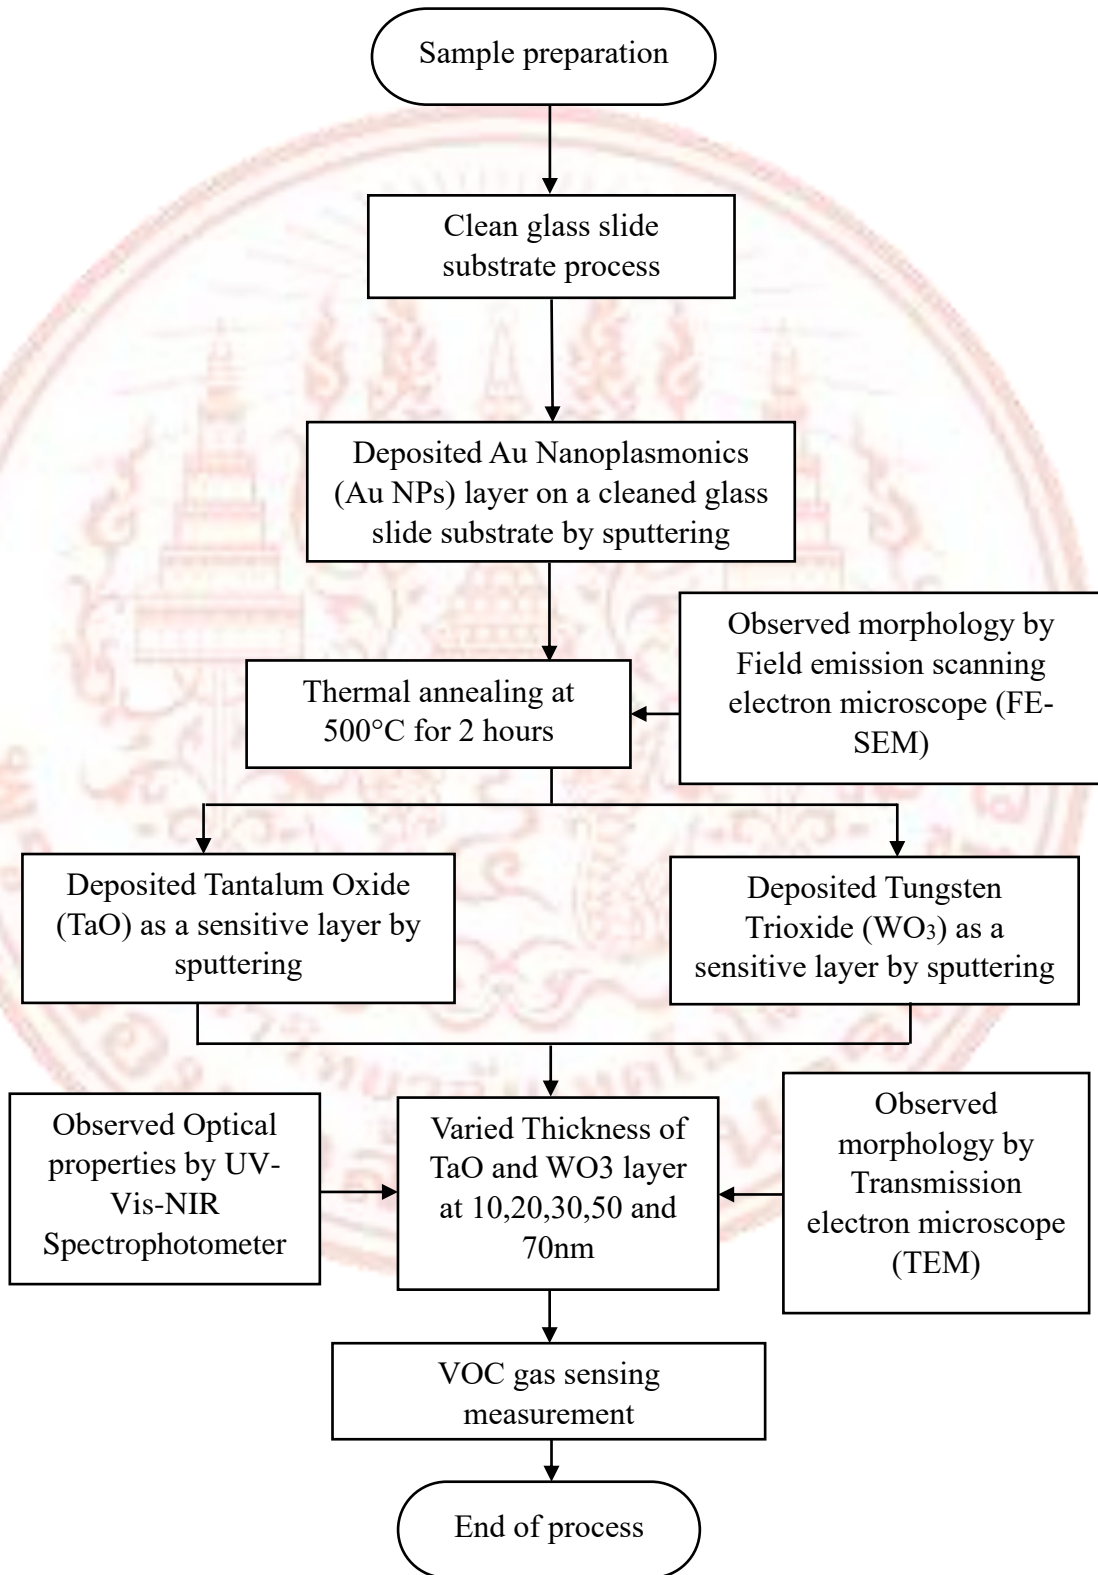 Sample preparation
Clean glass slide
substrate process
Deposited Au Nanoplasmonics
(Au NPs) layer on a cleaned glass
slide substrate by sputtering
Observed morphology by
Field emission scanning
electron microscope (FE-
SEM)
Thermal annealing at
500°C for 2 hours
Deposited Tantalum Oxide
(TaO) as a sensitive layer by
sputtering
Deposited Tungsten
Trioxide (WO₃) as a
sensitive layer by sputtering
Observed Optical
properties by UV-
Vis-NIR
Spectrophotometer
Varied Thickness of
TaO and WO3 layer
at 10,20,30,50 and
70nm
Observed
morphology by
Transmission
electron microscope
(TEM)
VOC gas sensing
measurement
End of process